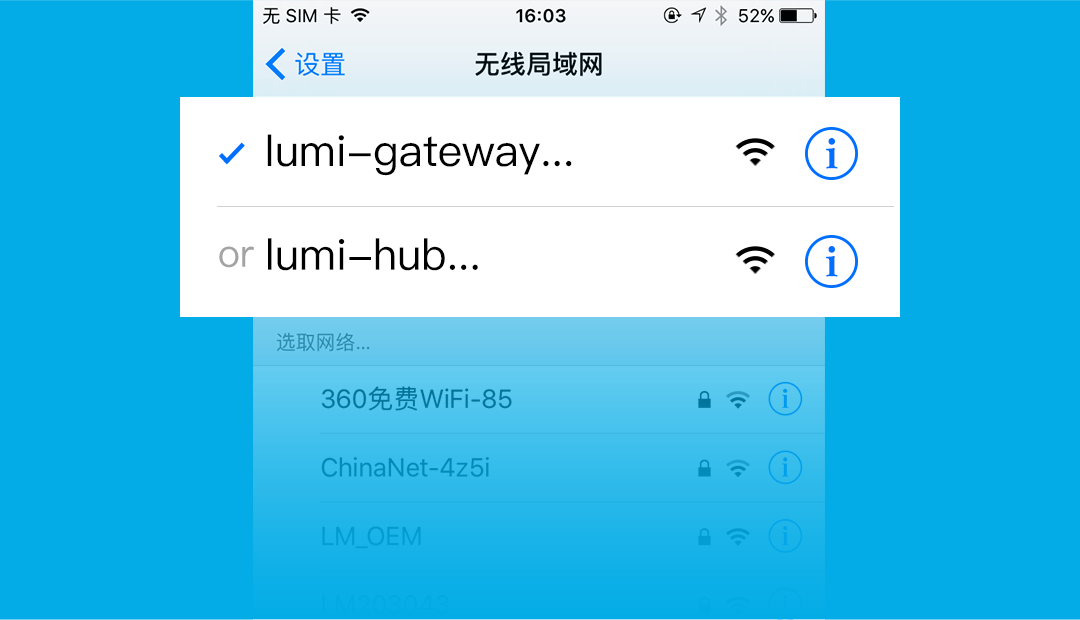 无 SIM 卡 16:03 52%
设置 无线局域网
lumi-gateway...
or lumi-hub...
选取网络...
360免费WiFi-85
ChinaNet-4z5i
LM_OEM
LM203043